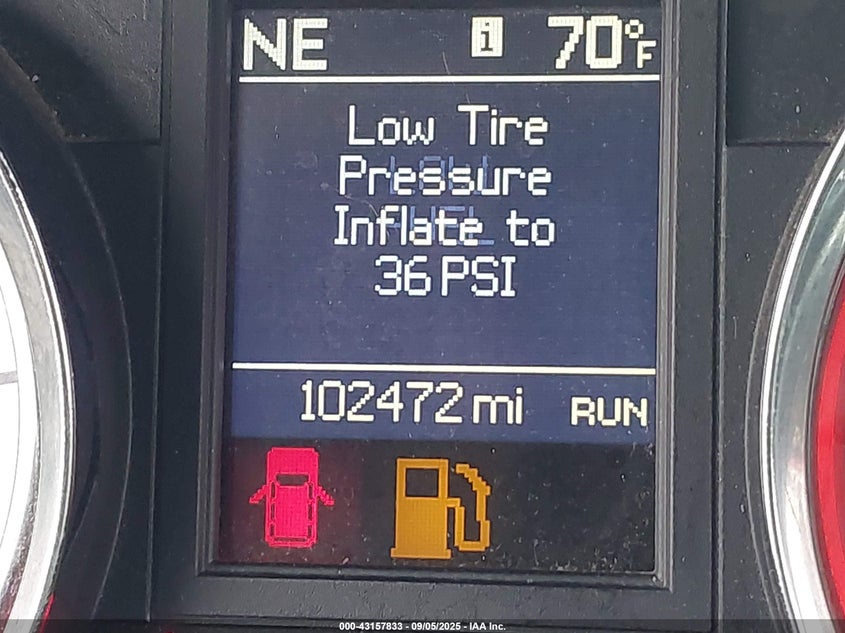 NE i 70°F
Low Tire
Pressure
Inflate to
36 PSI
102472 mi RUN
000-43157833 - 09/05/2025 - IAA Inc.